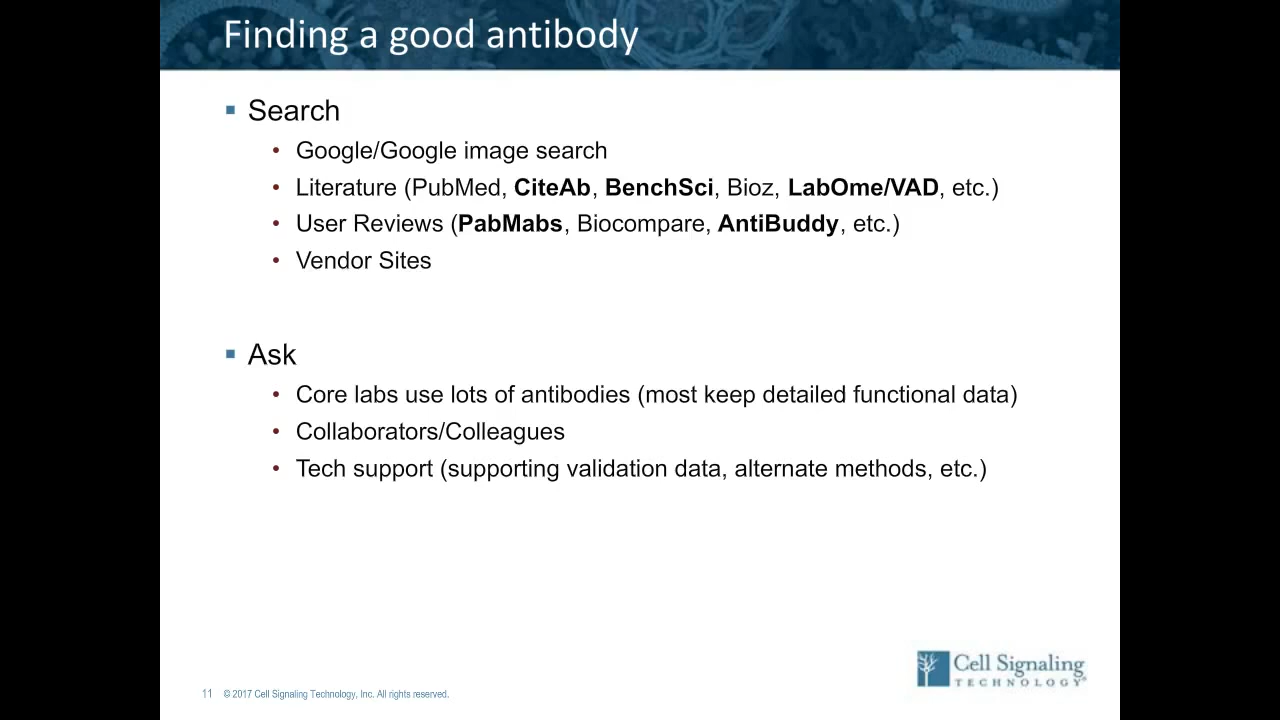 Finding a good antibody
▪ Search
• Google/Google image search
• Literature (PubMed, CiteAb, BenchSci, Bioz, LabOme/VAD, etc.)
• User Reviews (PabMabs, Biocompare, AntiBuddy, etc.)
• Vendor Sites
▪ Ask
• Core labs use lots of antibodies (most keep detailed functional data)
• Collaborators/Colleagues
• Tech support (supporting validation data, alternate methods, etc.)
Cell Signaling
TECHNOLOGY®
11 © 2017 Cell Signaling Technology, Inc. All rights reserved.